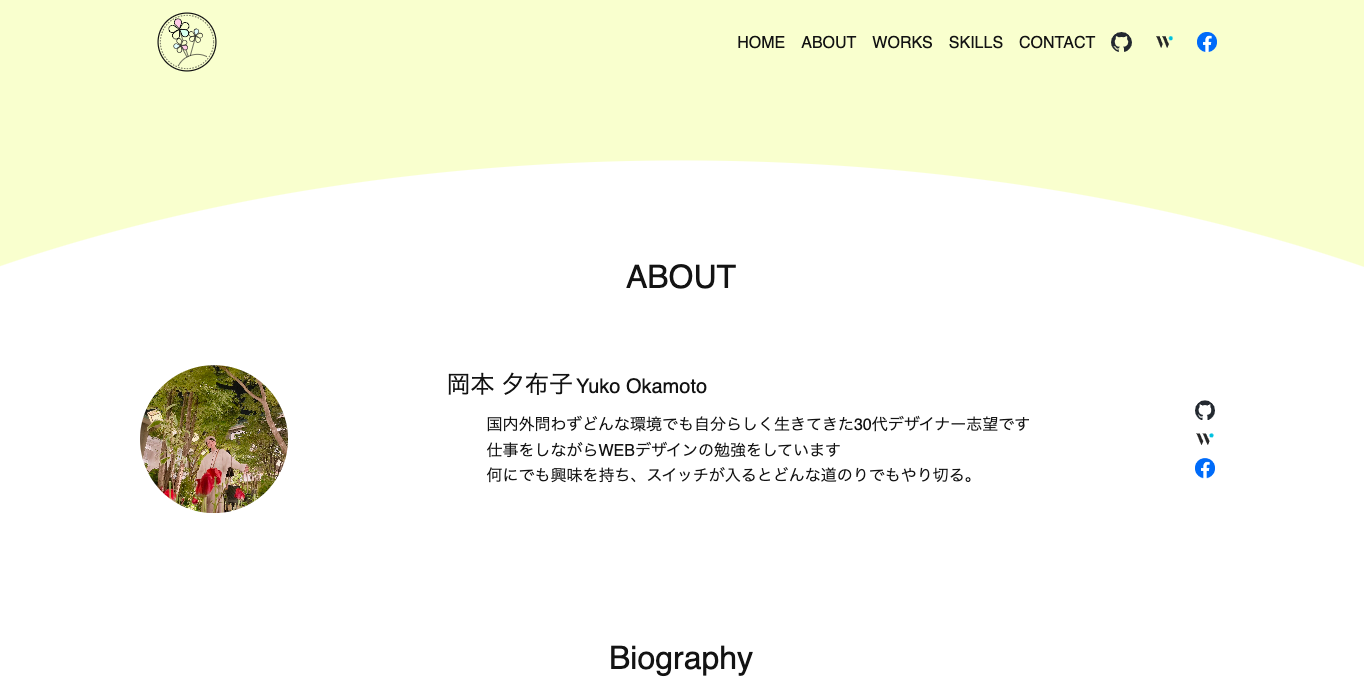 HOME ABOUT WORKS SKILLS CONTACT
ABOUT
岡本 夕布子 Yuko Okamoto
国内外問わずどんな環境でも自分らしく生きてきた30代デザイナー志望です
仕事をしながらWEBデザインの勉強をしています
何にでも興味を持ち、スイッチが入るとどんな道のりでもやり切る。
Biography